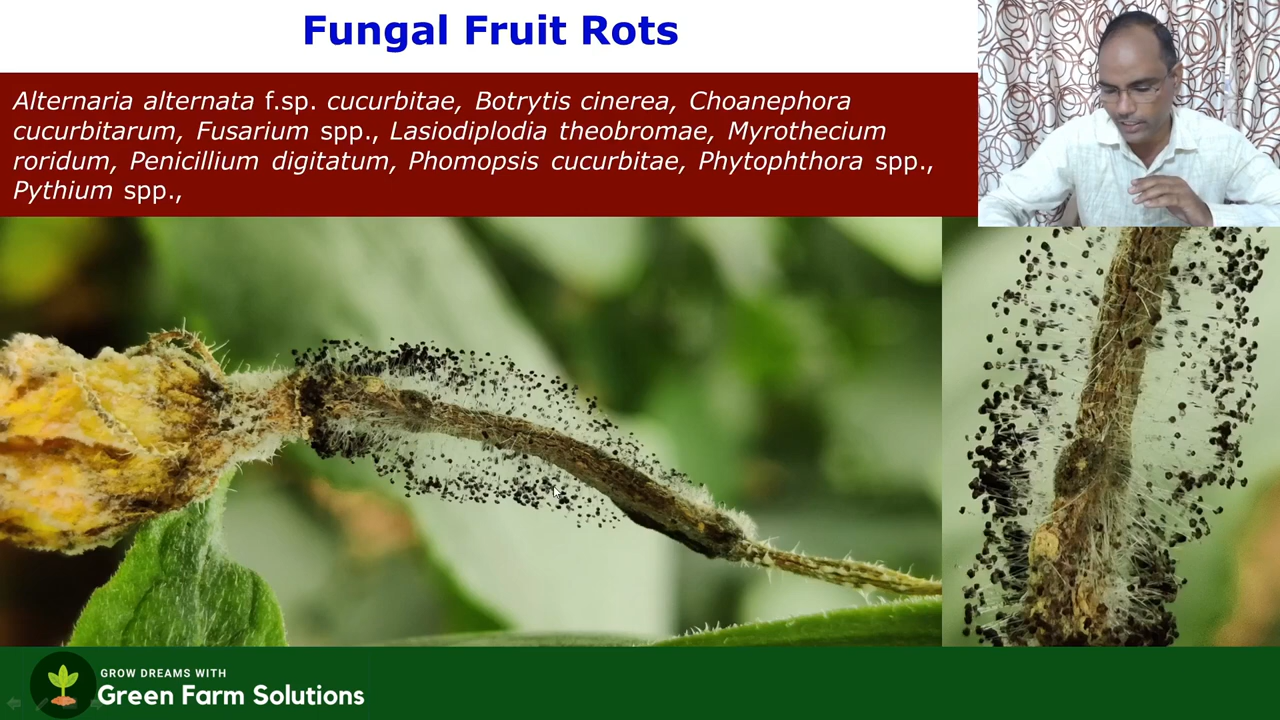 Fungal Fruit Rots
Alternaria alternata f.sp. cucurbitae, Botrytis cinerea, Choanephora
cucurbitarum, Fusarium spp., Lasiodiplodia theobromae, Myrothecium
roridum, Penicillium digitatum, Phomopsis cucurbitae, Phytophthora spp.,
Pythium spp.,
GROW DREAMS WITH
Green Farm Solutions